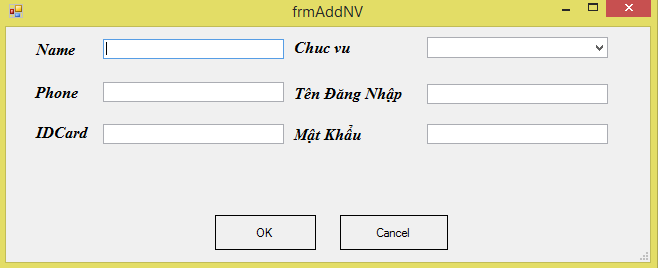 frmAddNV
Name
Chuc vu
Phone
Tên Đăng Nhập
IDCard
Mật Khẩu
OK
Cancel